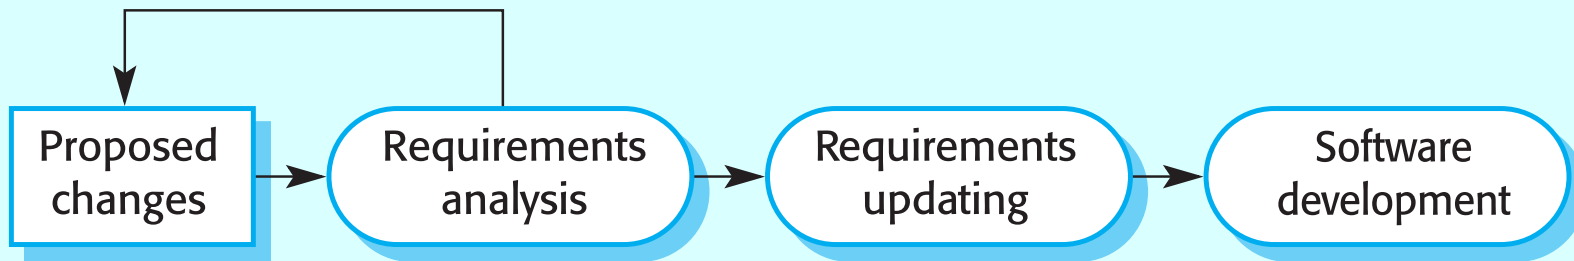 Proposed
changes
Requirements
analysis
Requirements
updating
Software
development